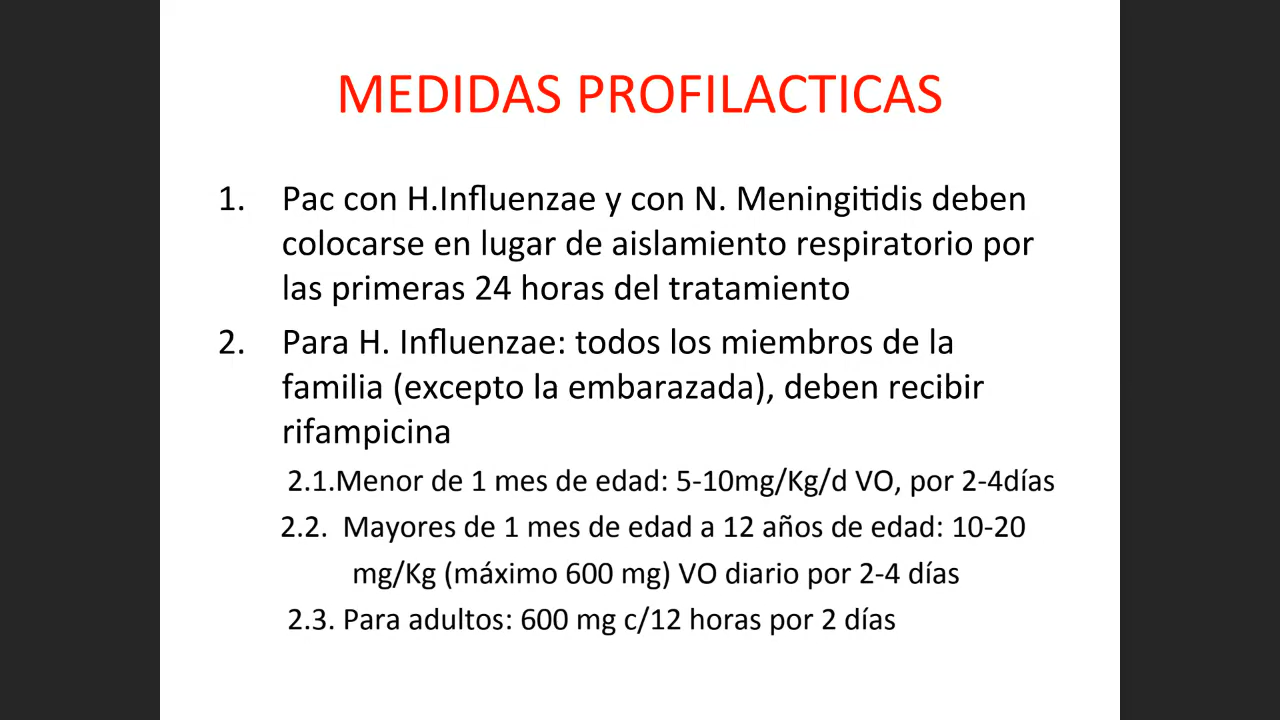 MEDIDAS PROFILACTICAS
1. Pac con H.Influenzae y con N. Meningitidis deben
colocarse en lugar de aislamiento respiratorio por
las primeras 24 horas del tratamiento
2. Para H. Influenzae: todos los miembros de la
familia (excepto la embarazada), deben recibir
rifampicina
2.1.Menor de 1 mes de edad: 5-10mg/Kg/d VO, por 2-4días
2.2. Mayores de 1 mes de edad a 12 años de edad: 10-20
mg/Kg (máximo 600 mg) VO diario por 2-4 días
2.3. Para adultos: 600 mg c/12 horas por 2 días